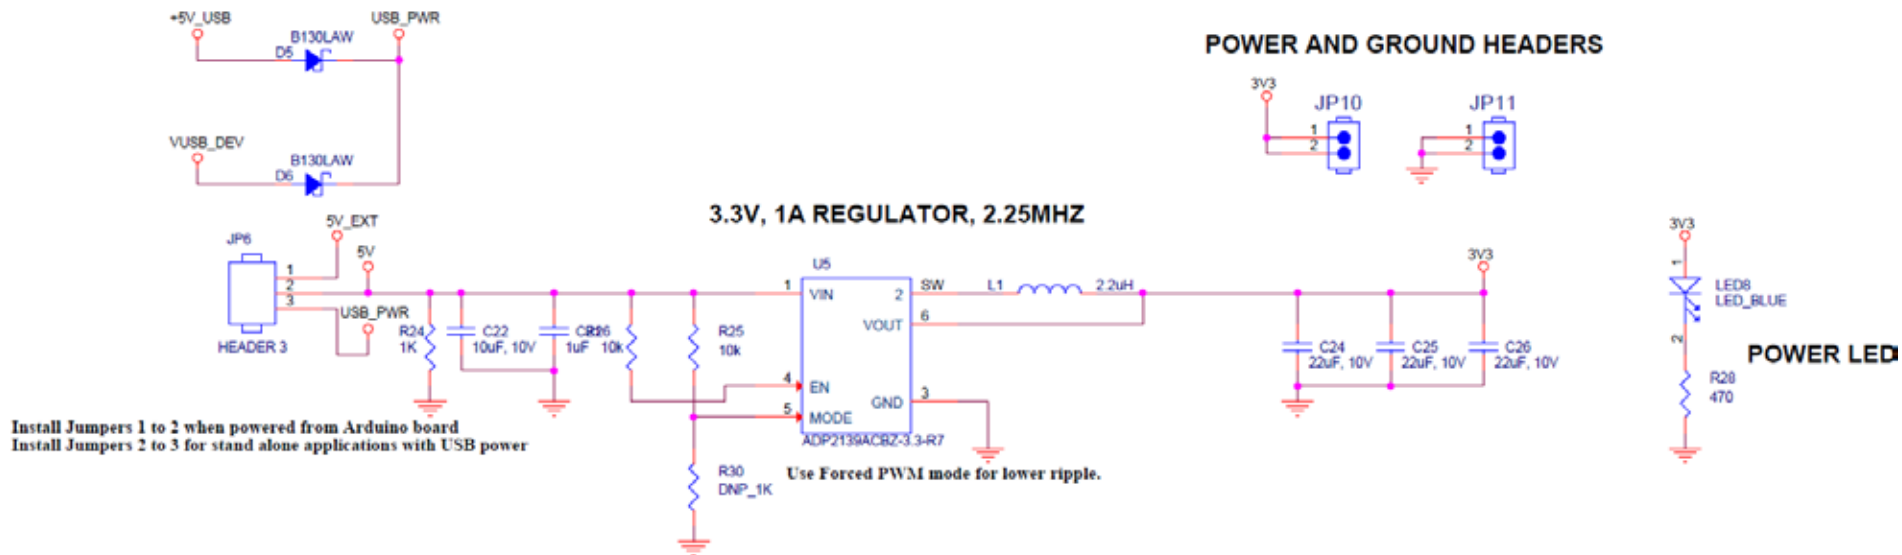 +5V_USB
USB_PWR
B130LAW
D5
VUSB_DEV
B130LAW
D6
POWER AND GROUND HEADERS
3V3
JP10
1
2
JP11
1
2
3.3V, 1A REGULATOR, 2.25MHZ
5V_EXT
JP6
5V
1
2
3
USB_PWR
HEADER 3
R24
1K
C22
10uF, 10V
1uF
R26
10k
R25
10k
U5
1
VIN
2
SW
VOUT
6
4
EN
5
MODE
GND
3
ADP2139ACBZ-3.3-R7
L1
2.2uH
3V3
C24
22uF, 10V
C25
22uF, 10V
C26
22uF, 10V
3V3
1
LED8
LED_BLUE
2
POWER LED
R28
470
Install Jumpers 1 to 2 when powered from Arduino board
Install Jumpers 2 to 3 for stand alone applications with USB power
R30
DNP_1K
Use Forced PWM mode for lower ripple.